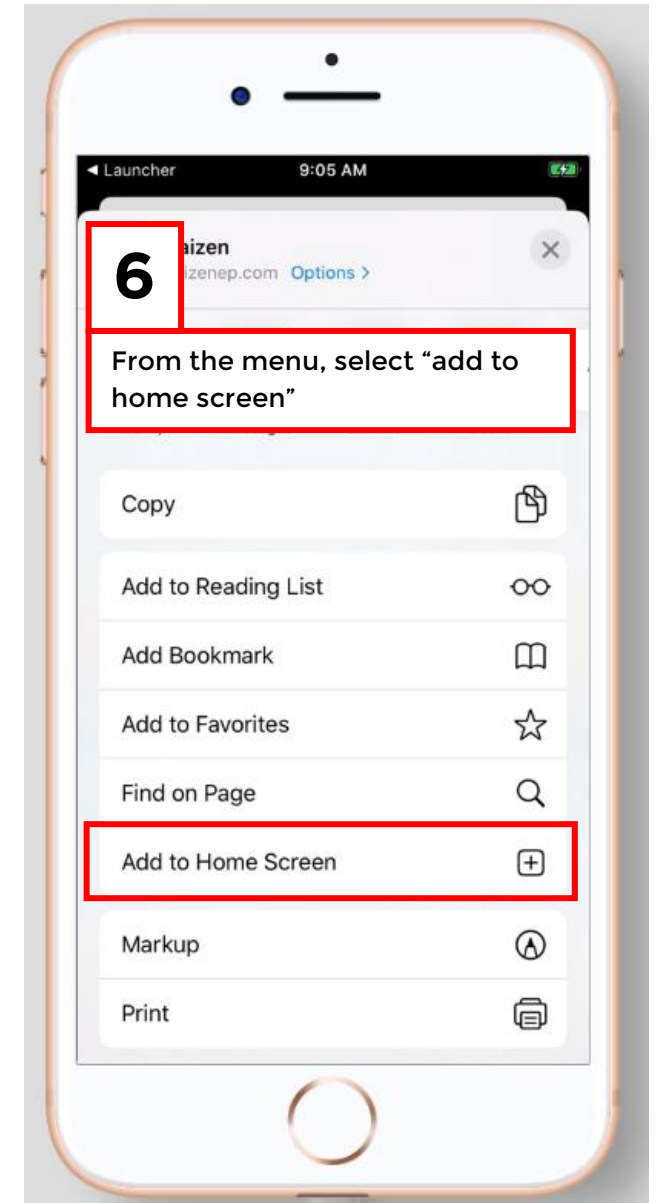 ◀ Launcher 9:05 AM
6
aizen
izenep.com Options >
From the menu, select “add to
home screen”
Copy
Add to Reading List
Add Bookmark
Add to Favorites
Find on Page
Add to Home Screen
Markup
Print